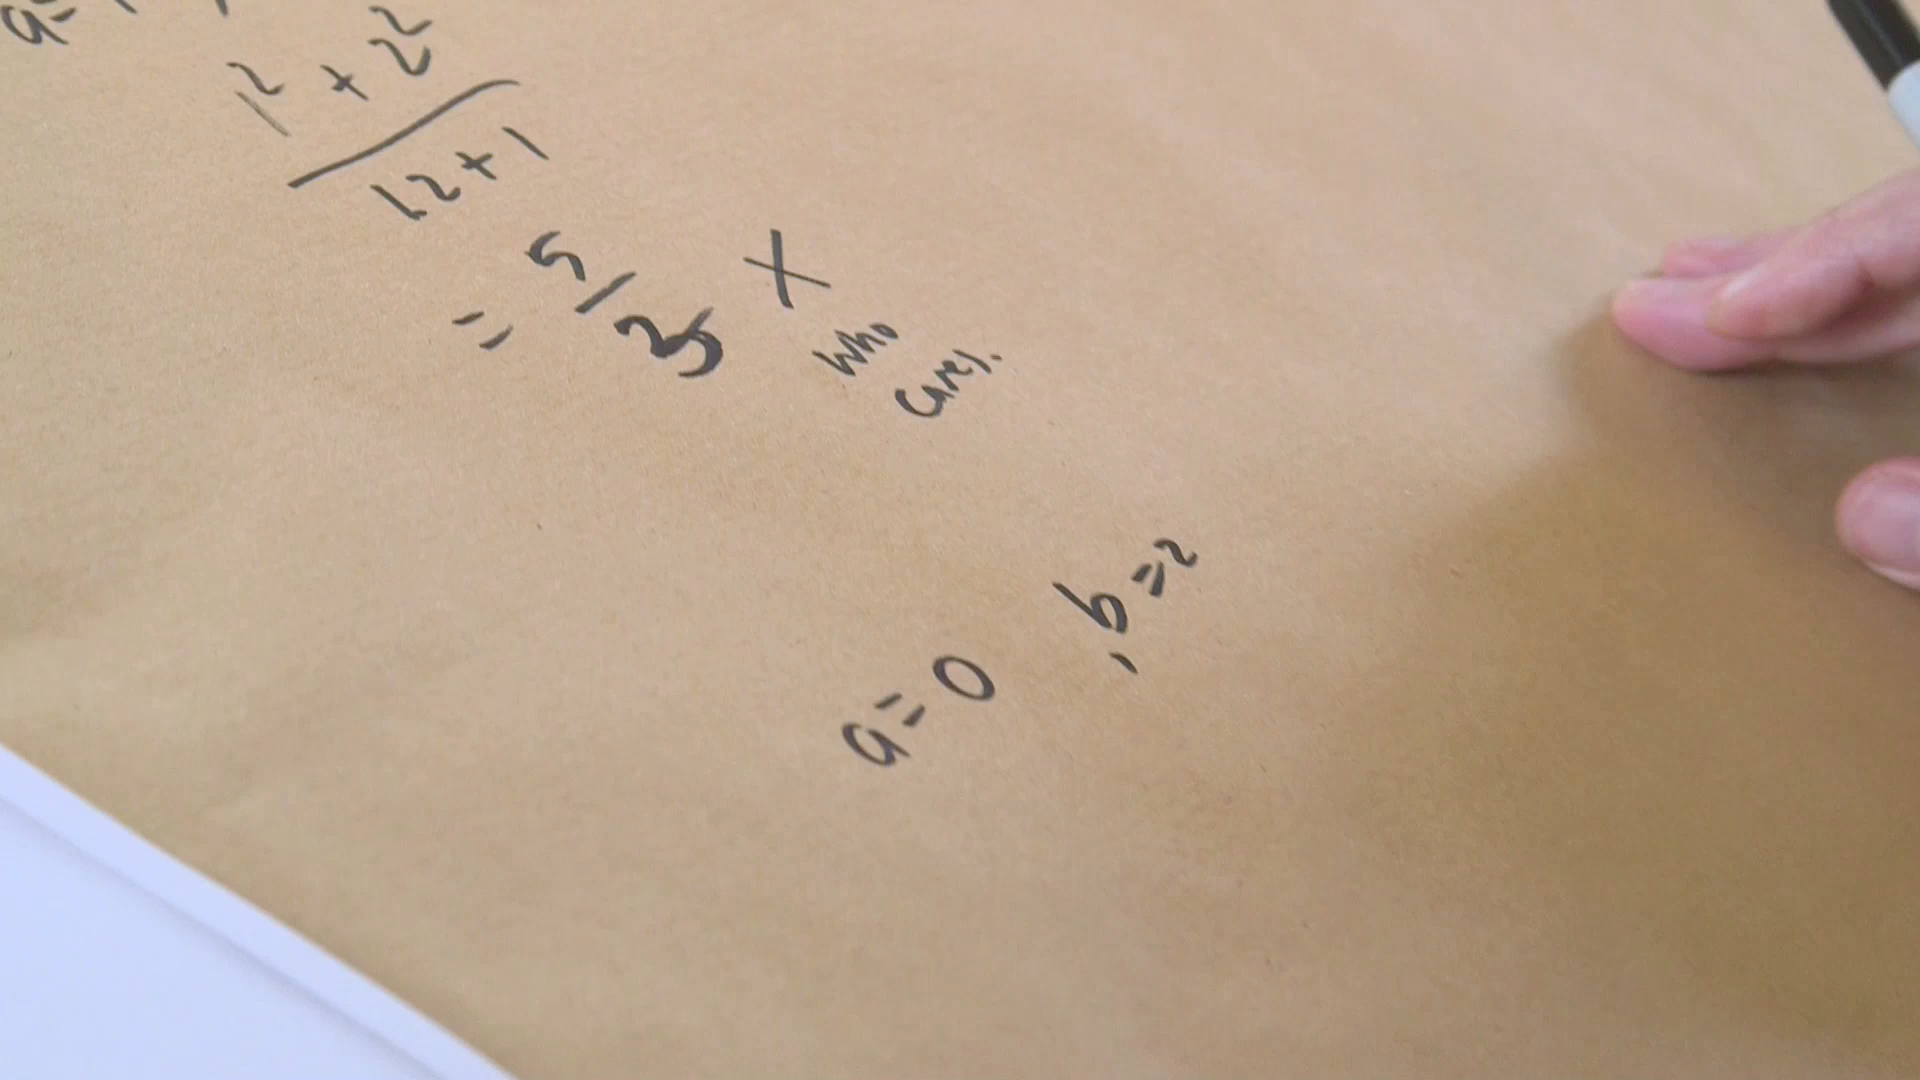 a=
1² + 2²
1.2 + 1
= 5/3 X
who
cares.
a = 0 , b = 2